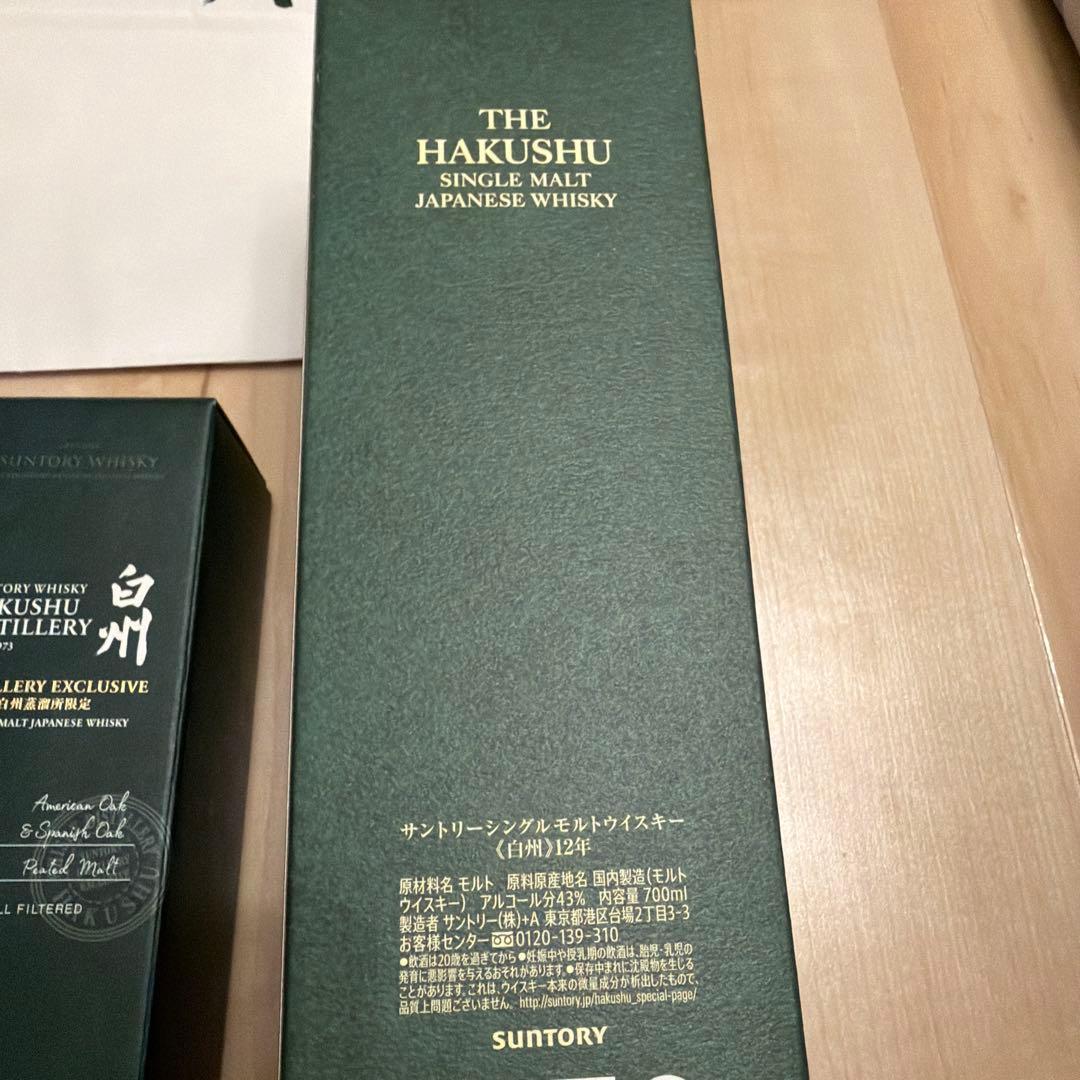 THE
HAKUSHU
SINGLE MALT
JAPANESE WHISKY
サントリーシングルモルトウイスキー
《白州》12年
原材料名 モルト 原料原産地名 国内製造(モルト
ウイスキー) アルコール分43% 内容量 700ml
製造者 サントリー(株)+A 東京都港区台場2丁目3-3
お客様センター 0120-139-310
●飲酒は20歳を過ぎてから●妊娠中や授乳期の飲酒は、胎児・乳児の
発育に悪影響を与えるおそれがあります。●保存中まれに沈殿物を生じる
ことがあります。これは、ウイスキー本来の微量成分が析出したもので、
品質上問題ございません。http://suntory.jp/hakushu_special-page/
SUNTORY
SUNTORY WHISKY
TORY WHISKY
KUSHU
TILLERY
973
白州
LLERY EXCLUSIVE
白州蒸溜所限定
MALT JAPANESE WHISKY
American Oak
& Spanish Oak
Peated Malt
LL FILTERED